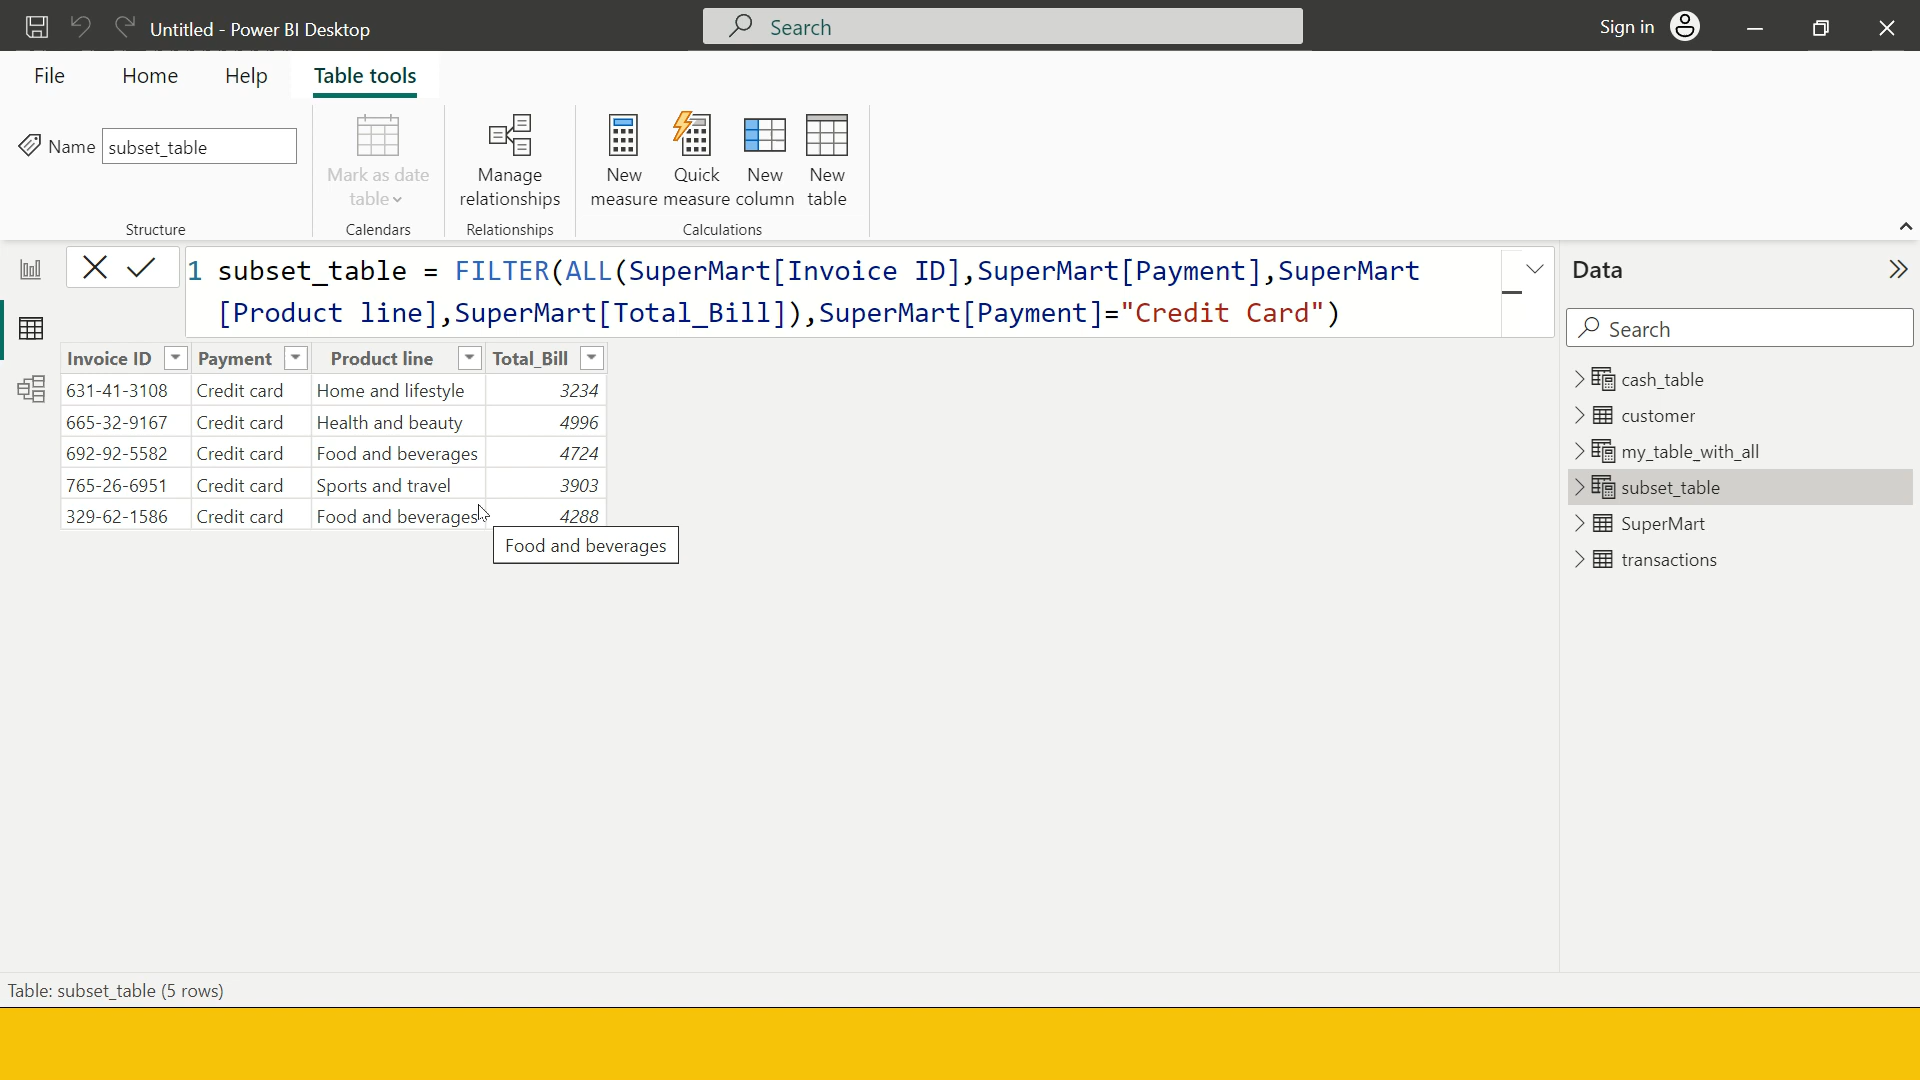 Untitled - Power BI Desktop
Search
Sign in
File Home Help Table tools
Name subset_table
Structure
Mark as date
table
Calendars
Manage
relationships
Relationships
New
measure
Quick
measure
New
column
New
table
Calculations
1 subset_table = FILTER(ALL(SuperMart[Invoice ID],SuperMart[Payment],SuperMart
[Product line],SuperMart[Total_Bill]),SuperMart[Payment]="Credit Card")
Invoice ID Payment Product line Total_Bill
631-41-3108 Credit card Home and lifestyle 3234
665-32-9167 Credit card Health and beauty 4996
692-92-5582 Credit card Food and beverages 4724
765-26-6951 Credit card Sports and travel 3903
329-62-1586 Credit card Food and beverages 4288
Food and beverages
Data
Search
cash_table
customer
my_table_with_all
subset_table
SuperMart
transactions
Table: subset_table (5 rows)